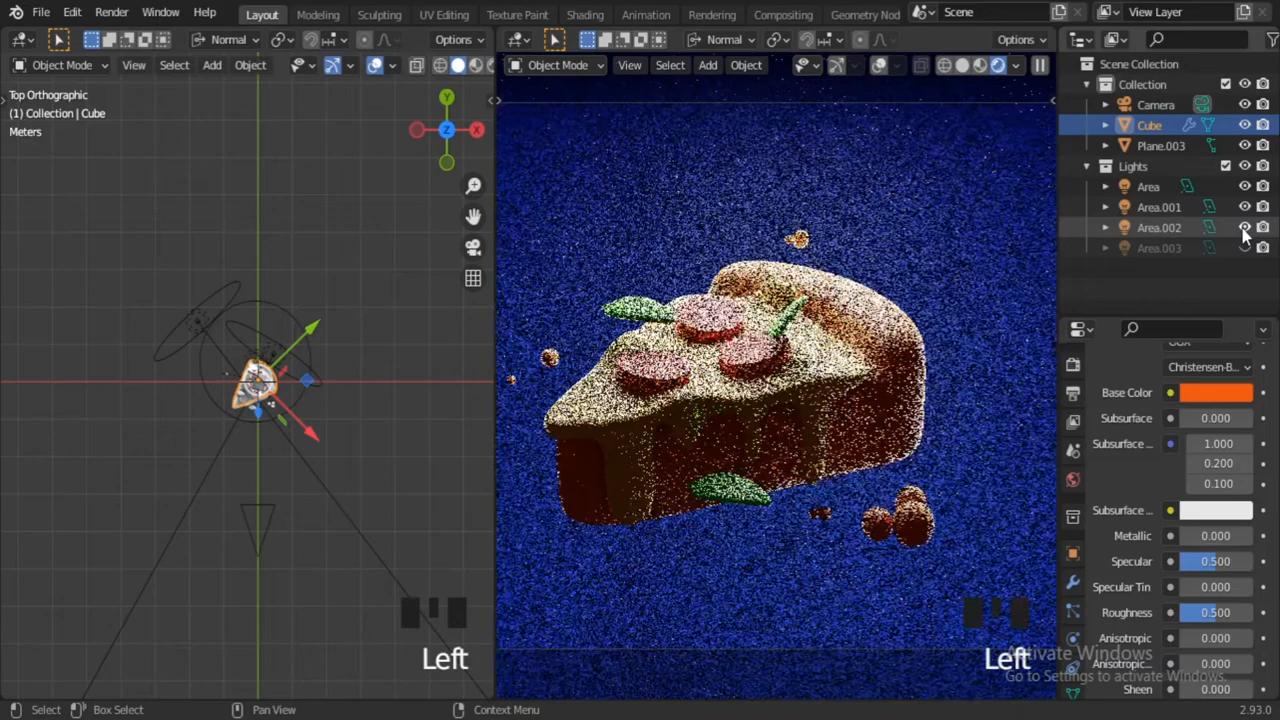 File Edit Render Window Help Layout Modeling Sculpting UV Editing Texture Paint Shading Animation Rendering Compositing Geometry Nod Scene View Layer
Normal Options Normal Options
Object Mode View Select Add Object Object Mode View Select Add Object
Scene Collection
Collection
Camera
Cube
Plane.003
Lights
Area
Area.001
Area.002
Area.003
Top Orthographic
(1) Collection | Cube
Meters
Y
Z
X
Christensen-B...
Base Color
Subsurface 0.000
Subsurface ... 1.000
0.200
0.100
Subsurface ...
Metallic 0.000
Specular 0.500
Specular Tin 0.000
Roughness 0.500
Anisotropic 0.000
Anisotropic... 0.000
Sheen 0.000
Left
Left
Activate Windows
Go to Settings to activate Windows.
Select Box Select Pan View Context Menu 2.93.0